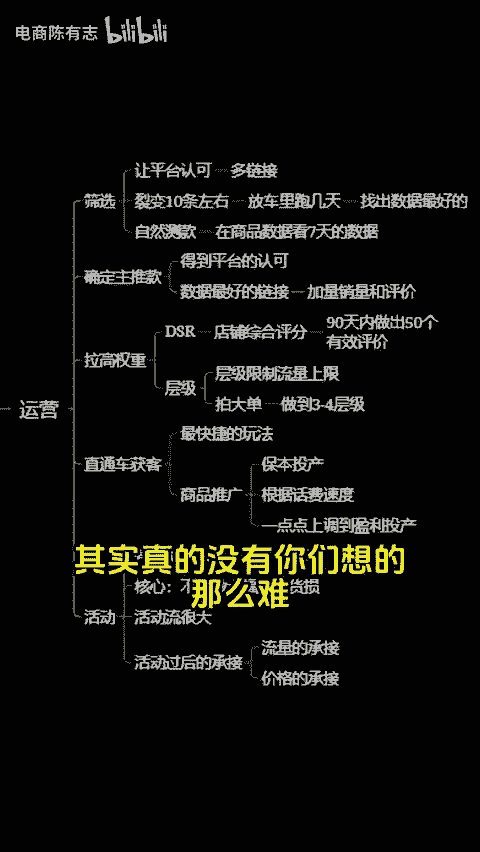 电商陈有志 bilibili
让平台认可 多链接
筛选 裂变10条左右 放车里跑几天 找出数据最好的
自然测款 在商品数据看7天的数据
得到平台的认可
确定主推款
数据最好的链接 加量销量和评价
DSR 店铺综合评分 90天内做出50个
有效评价
拉高权重
层级限制流量上限
层级
拍大单 做到3-4层级
运营
最快捷的玩法
直通车获客
保本投产
商品推广 根据话费速度
一点点上调到盈利投产
其实真的没有你们想的
那么难
核心：不 货损
活动 活动流很大
流量的承接
活动过后的承接
价格的承接